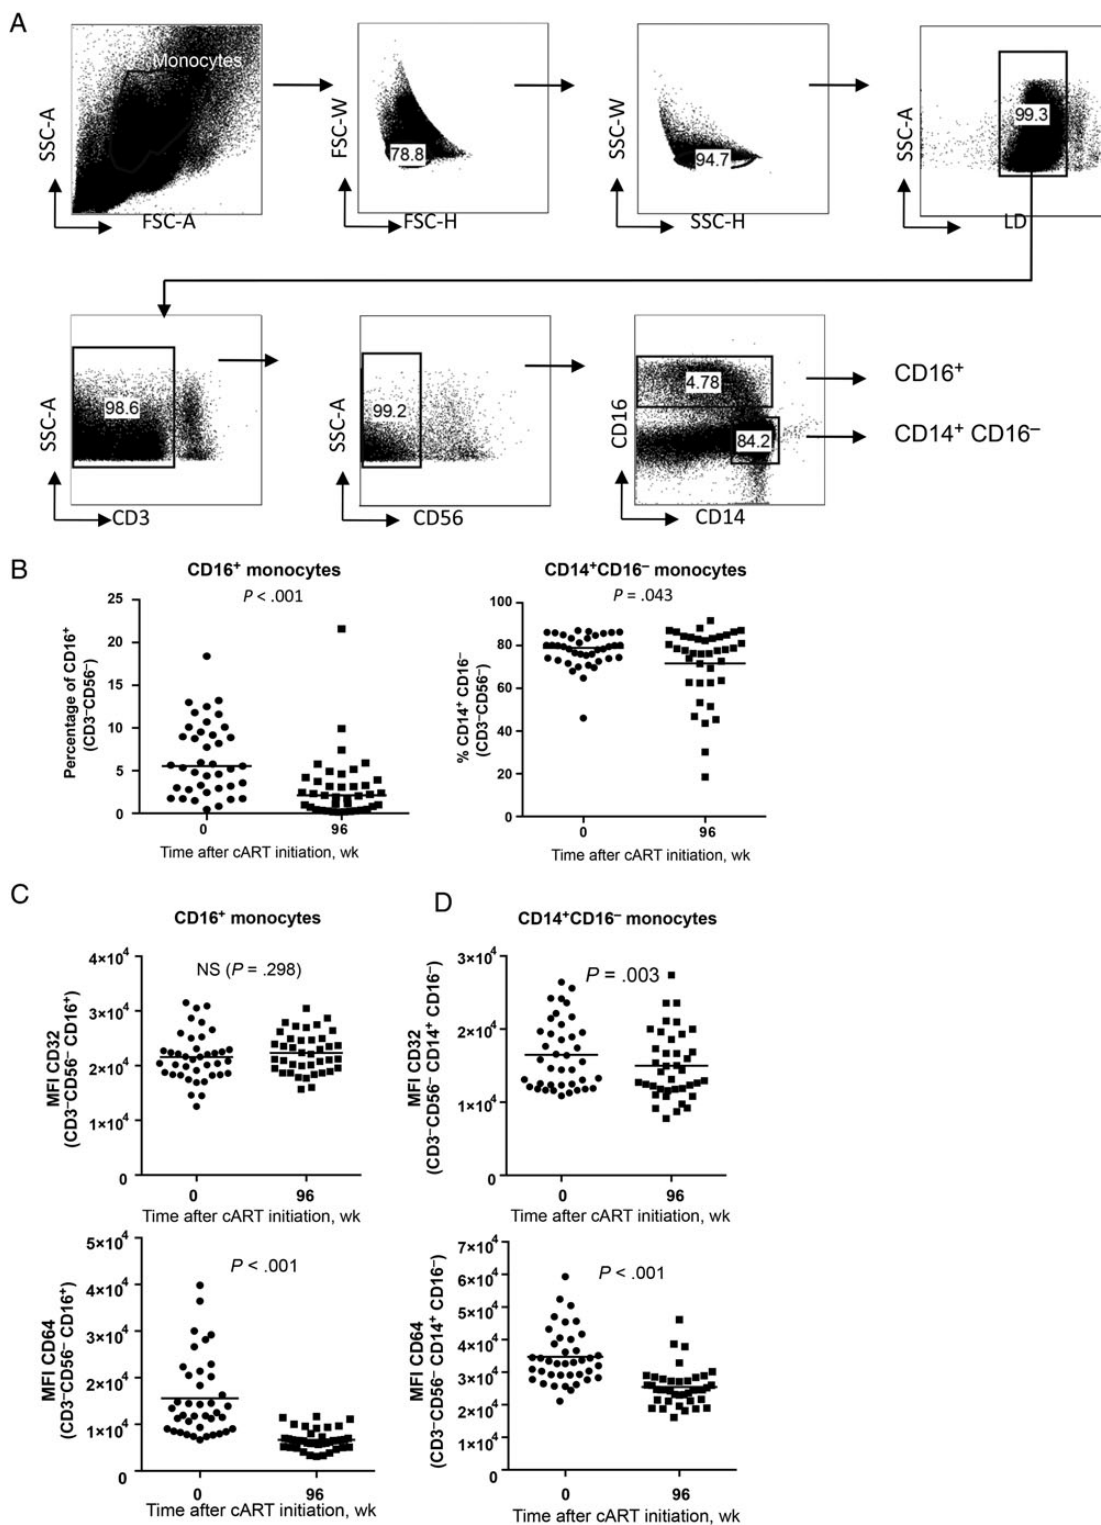 A
Monocytes
SSC-A
FSC-A
78.8
FSC-W
FSC-H
94.7
SSC-W
SSC-H
99.3
SSC-A
LD
98.6
SSC-A
CD3
99.2
SSC-A
CD56
4.78
84.2
CD16
CD14
CD16⁺
CD14⁺ CD16⁻
B
CD16⁺ monocytes
P < .001
25
20
15
10
5
0
Percentage of CD16⁺
(CD3⁻CD56⁻)
0
96
Time after cART initiation, wk
CD14⁺CD16⁻ monocytes
P = .043
100
80
60
40
20
0
% CD14⁺ CD16⁻
(CD3⁻CD56⁻)
0
96
Time after cART initiation, wk
C
CD16⁺ monocytes
NS (P = .298)
4×10⁴
3×10⁴
2×10⁴
1×10⁴
0
MFI CD32
(CD3⁻CD56⁻ CD16⁺)
0
96
Time after cART initiation, wk
P < .001
5×10⁴
4×10⁴
3×10⁴
2×10⁴
1×10⁴
0
MFI CD64
(CD3⁻CD56⁻ CD16⁺)
0
96
Time after cART initiation, wk
D
CD14⁺CD16⁻ monocytes
P = .003
3×10⁴
2×10⁴
1×10⁴
0
MFI CD32
(CD3⁻CD56⁻ CD14⁺ CD16⁻)
0
96
Time after cART initiation, wk
P < .001
7×10⁴
6×10⁴
5×10⁴
4×10⁴
3×10⁴
2×10⁴
1×10⁴
0
MFI CD64
(CD3⁻CD56⁻ CD14⁺ CD16⁻)
0
96
Time after cART initiation, wk